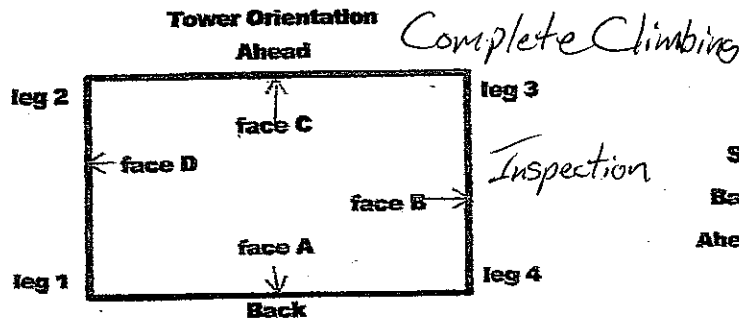 Tower Orientation
Complete Climbing
Ahead
leg 2
leg 3
face C
face D
Inspection
face B
face A
leg 1
leg 4
Back